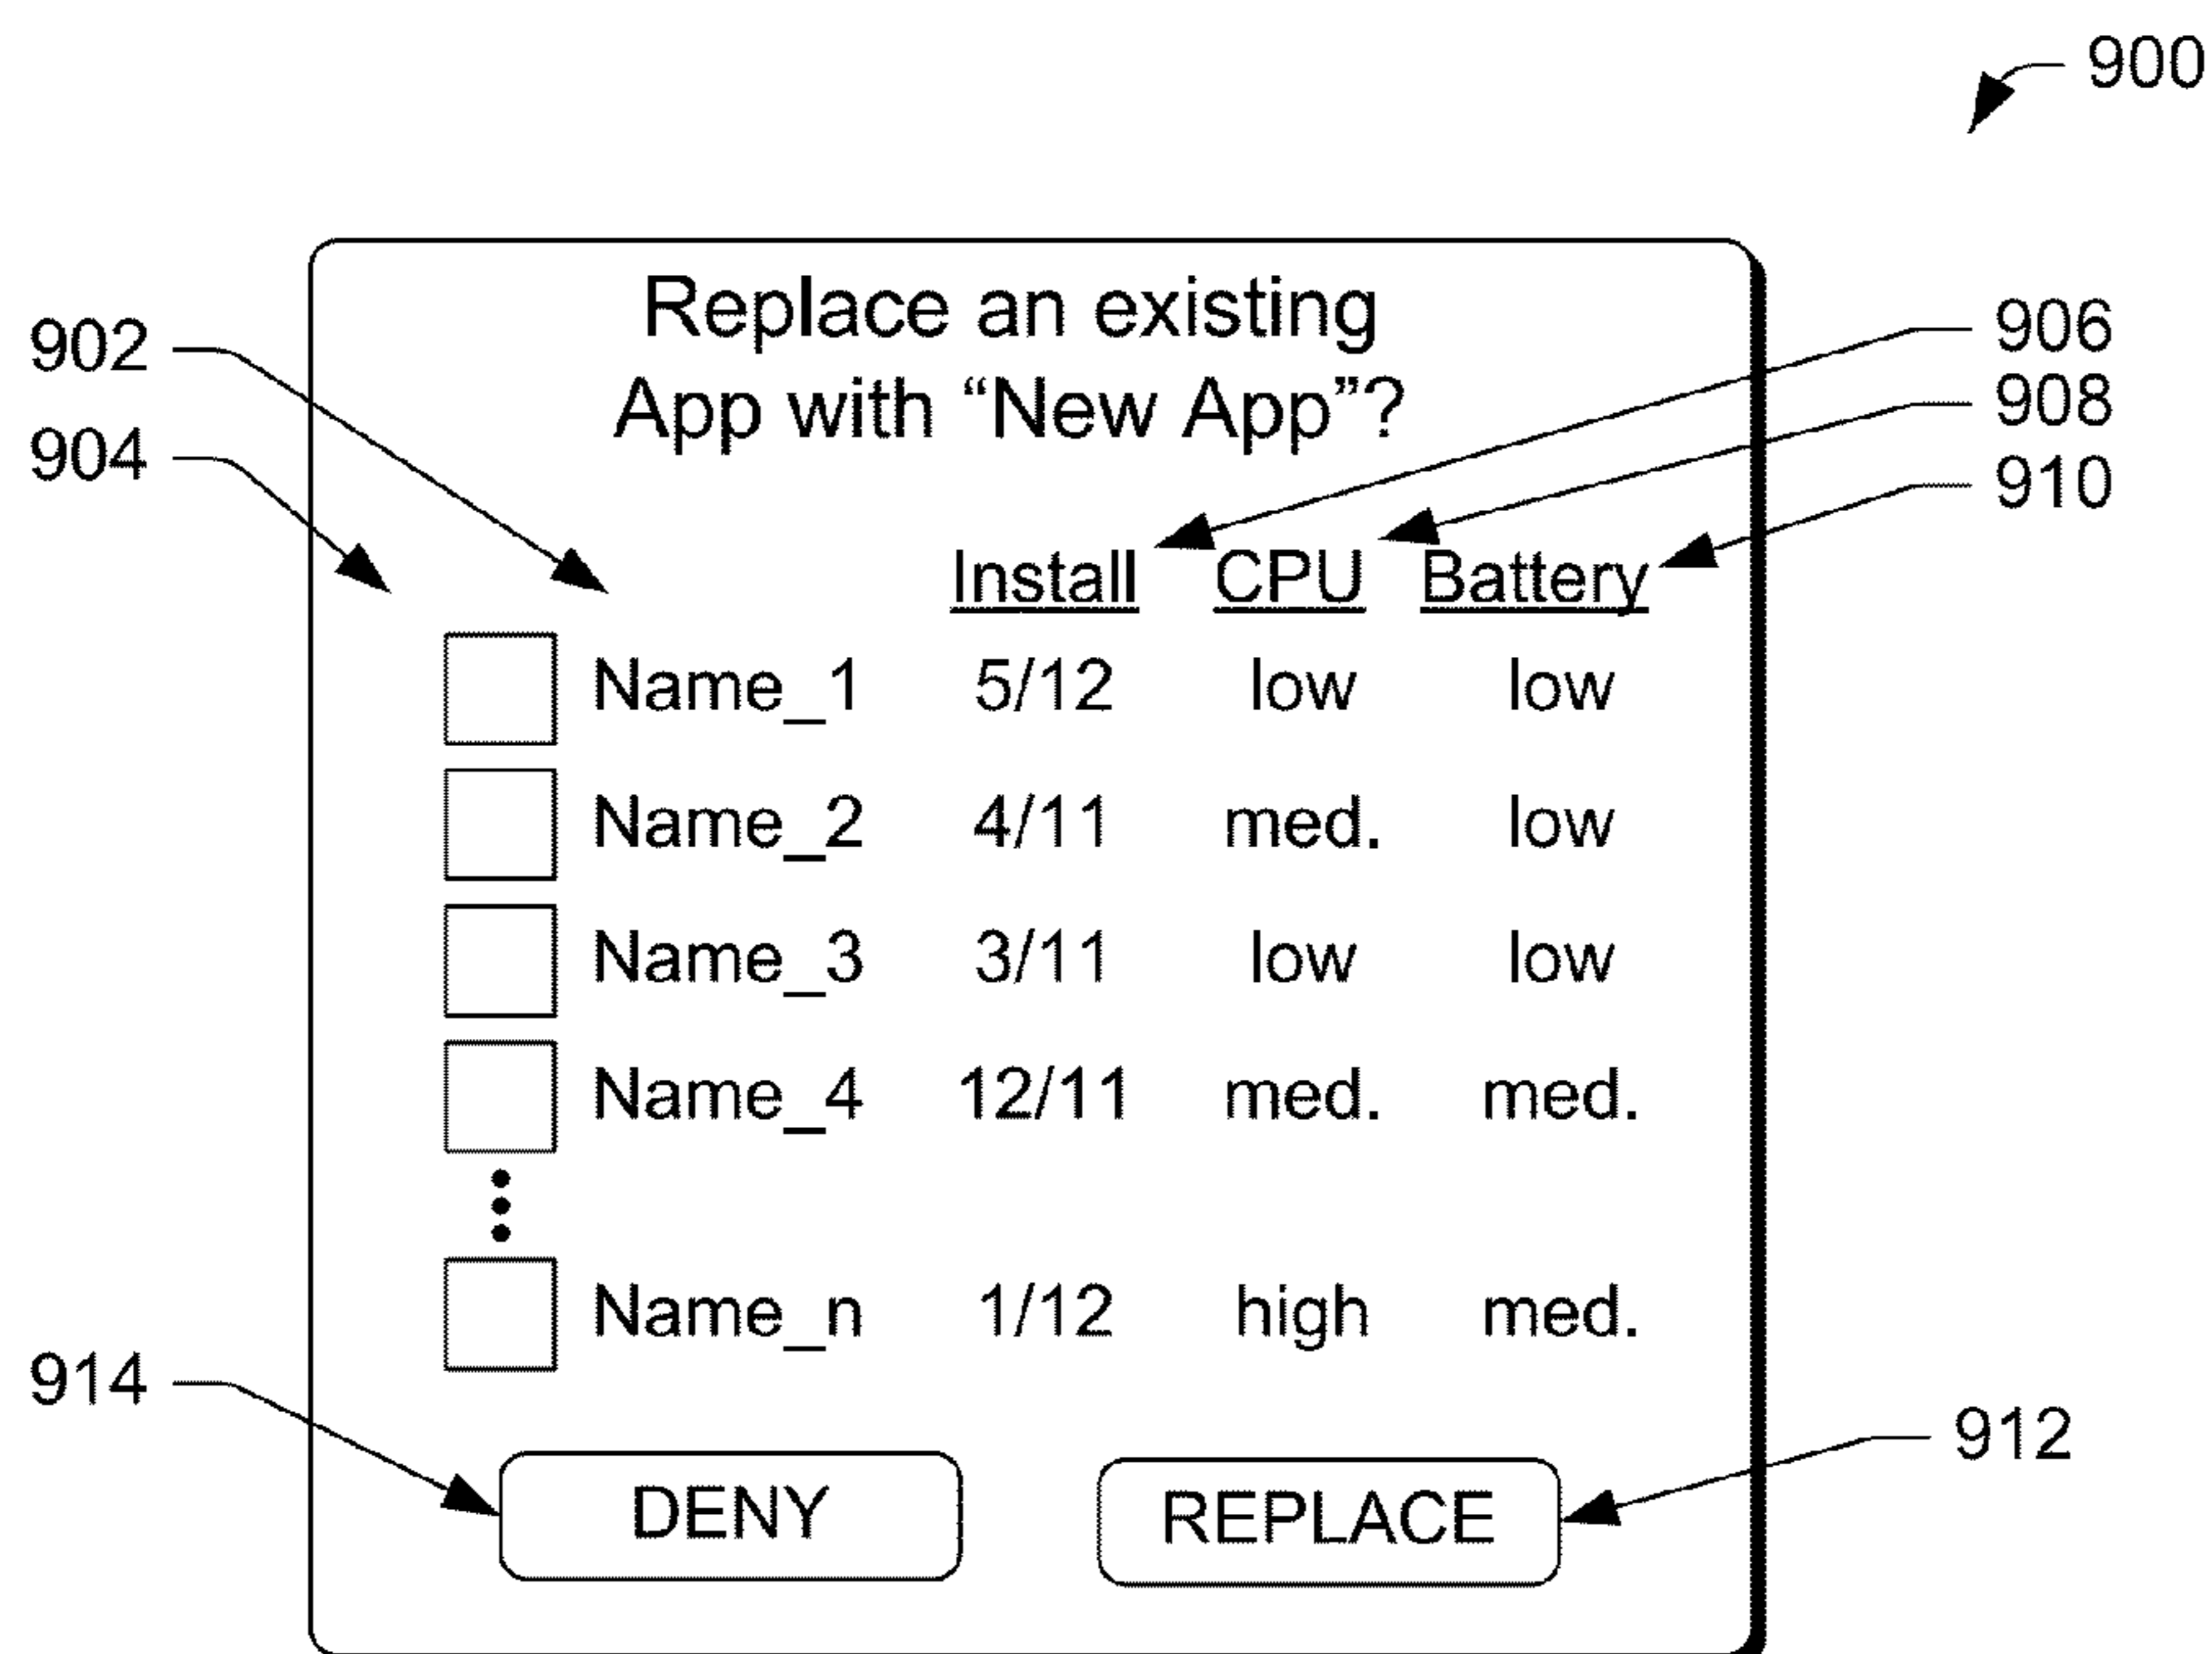 900
Replace an existing
App with “New App”?
902
904
906
908
910
Install CPU Battery
Name_1 5/12 low low
Name_2 4/11 med. low
Name_3 3/11 low low
Name_4 12/11 med. med.
Name_n 1/12 high med.
914
912
DENY REPLACE